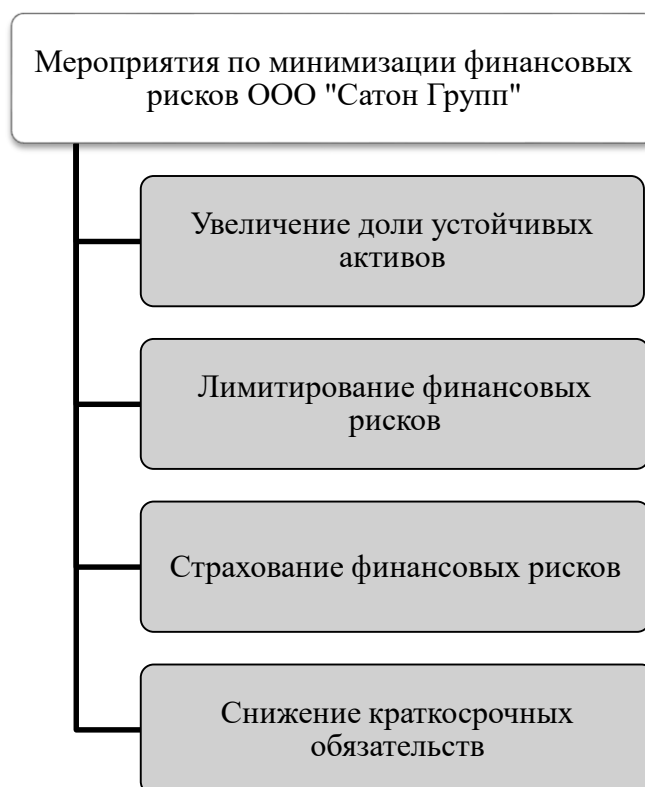 Мероприятия по минимизации финансовых
рисков ООО "Сатон Групп"
Увеличение доли устойчивых
активов
Лимитирование финансовых
рисков
Страхование финансовых рисков
Снижение краткосрочных
обязательств